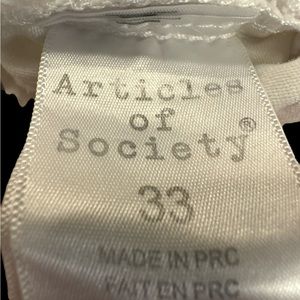 Articles
of
Society®
33
MADE IN PRC
FAIT EN PRC